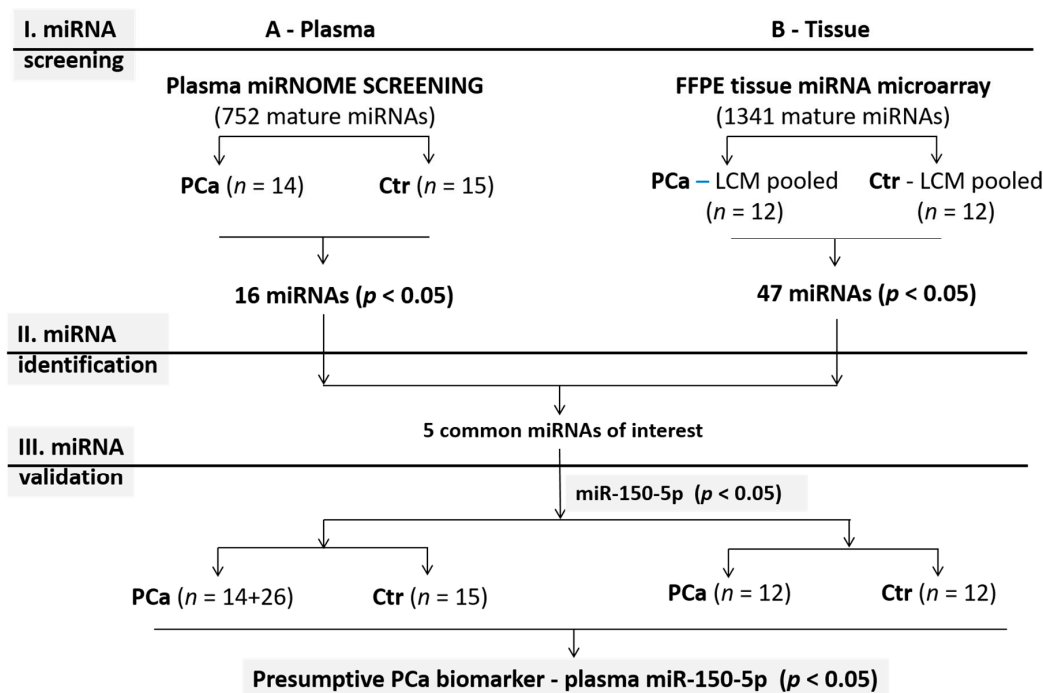 I. miRNA
screening
A - Plasma
B - Tissue
Plasma miRNOME SCREENING
(752 mature miRNAs)
FFPE tissue miRNA microarray
(1341 mature miRNAs)
PCa (n = 14)
Ctr (n = 15)
PCa – LCM pooled
(n = 12)
Ctr - LCM pooled
(n = 12)
16 miRNAs (p < 0.05)
47 miRNAs (p < 0.05)
II. miRNA
identification
5 common miRNAs of interest
III. miRNA
validation
miR-150-5p (p < 0.05)
PCa (n = 14+26)
Ctr (n = 15)
PCa (n = 12)
Ctr (n = 12)
Presumptive PCa biomarker - plasma miR-150-5p (p < 0.05)